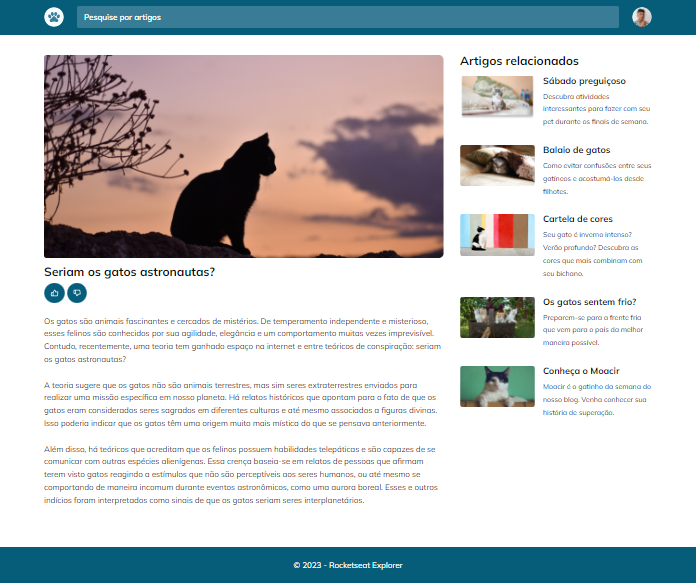 Pesquise por artigos
Seriam os gatos astronautas?
Os gatos são animais fascinantes e cercados de mistérios. De temperamento independente e misterioso,
esses felinos são conhecidos por sua agilidade, elegância e um comportamento muitas vezes imprevisível.
Contudo, recentemente, uma teoria tem ganhado espaço na internet e entre teóricos de conspiração: seriam
os gatos astronautas?
A teoria sugere que os gatos não são animais terrestres, mas sim seres extraterrestres enviados para
realizar uma missão específica em nosso planeta. Há relatos históricos que apontam para o fato de que os
gatos eram considerados seres sagrados em diferentes culturas e até mesmo associados a figuras divinas.
Isso poderia indicar que os gatos têm uma origem muito mais mística do que se pensava anteriormente.
Além disso, há teóricos que acreditam que os felinos possuem habilidades telepáticas e são capazes de se
comunicar com outras espécies alienígenas. Essa crença baseia-se em relatos de pessoas que afirmam
terem visto gatos reagindo a estímulos que não são perceptíveis aos seres humanos, ou até mesmo se
comportando de maneira incomum durante eventos astronômicos, como uma aurora boreal. Esses e outros
indícios foram interpretados como sinais de que os gatos seriam seres interplanetários.
Artigos relacionados
Sábado preguiçoso
Descubra atividades
interessantes para fazer com seu
pet durante os finais de semana.
Balaio de gatos
Como evitar confusões entre seus
gatíneos e acostumá-los desde
filhotes.
Cartela de cores
Seu gato é inverno intenso?
Verão profundo? Descubra as
cores que mais combinam com
seu bichano.
Os gatos sentem frio?
Preparem-se para a frente fria
que vem para o país da melhor
maneira possível.
Conheça o Moacir
Moacir é o gatinho da semana do
nosso blog. Venha conhecer sua
história de superação.
© 2023 - Rocketseat Explorer